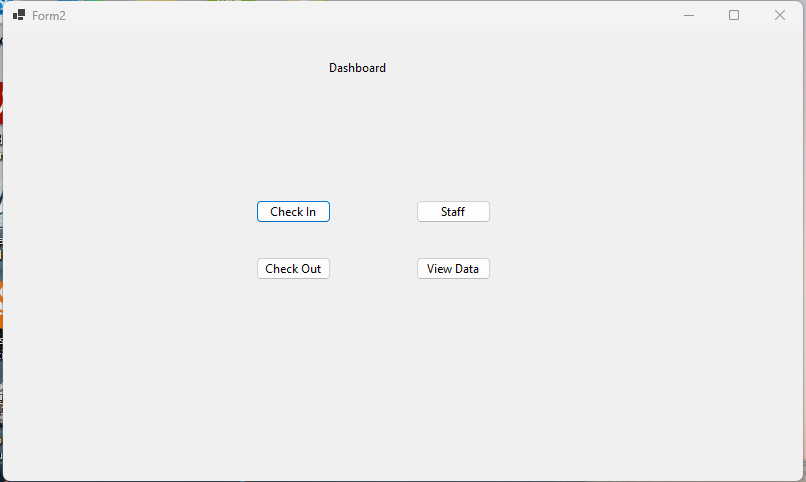 Form2
Dashboard
Check In
Staff
Check Out
View Data